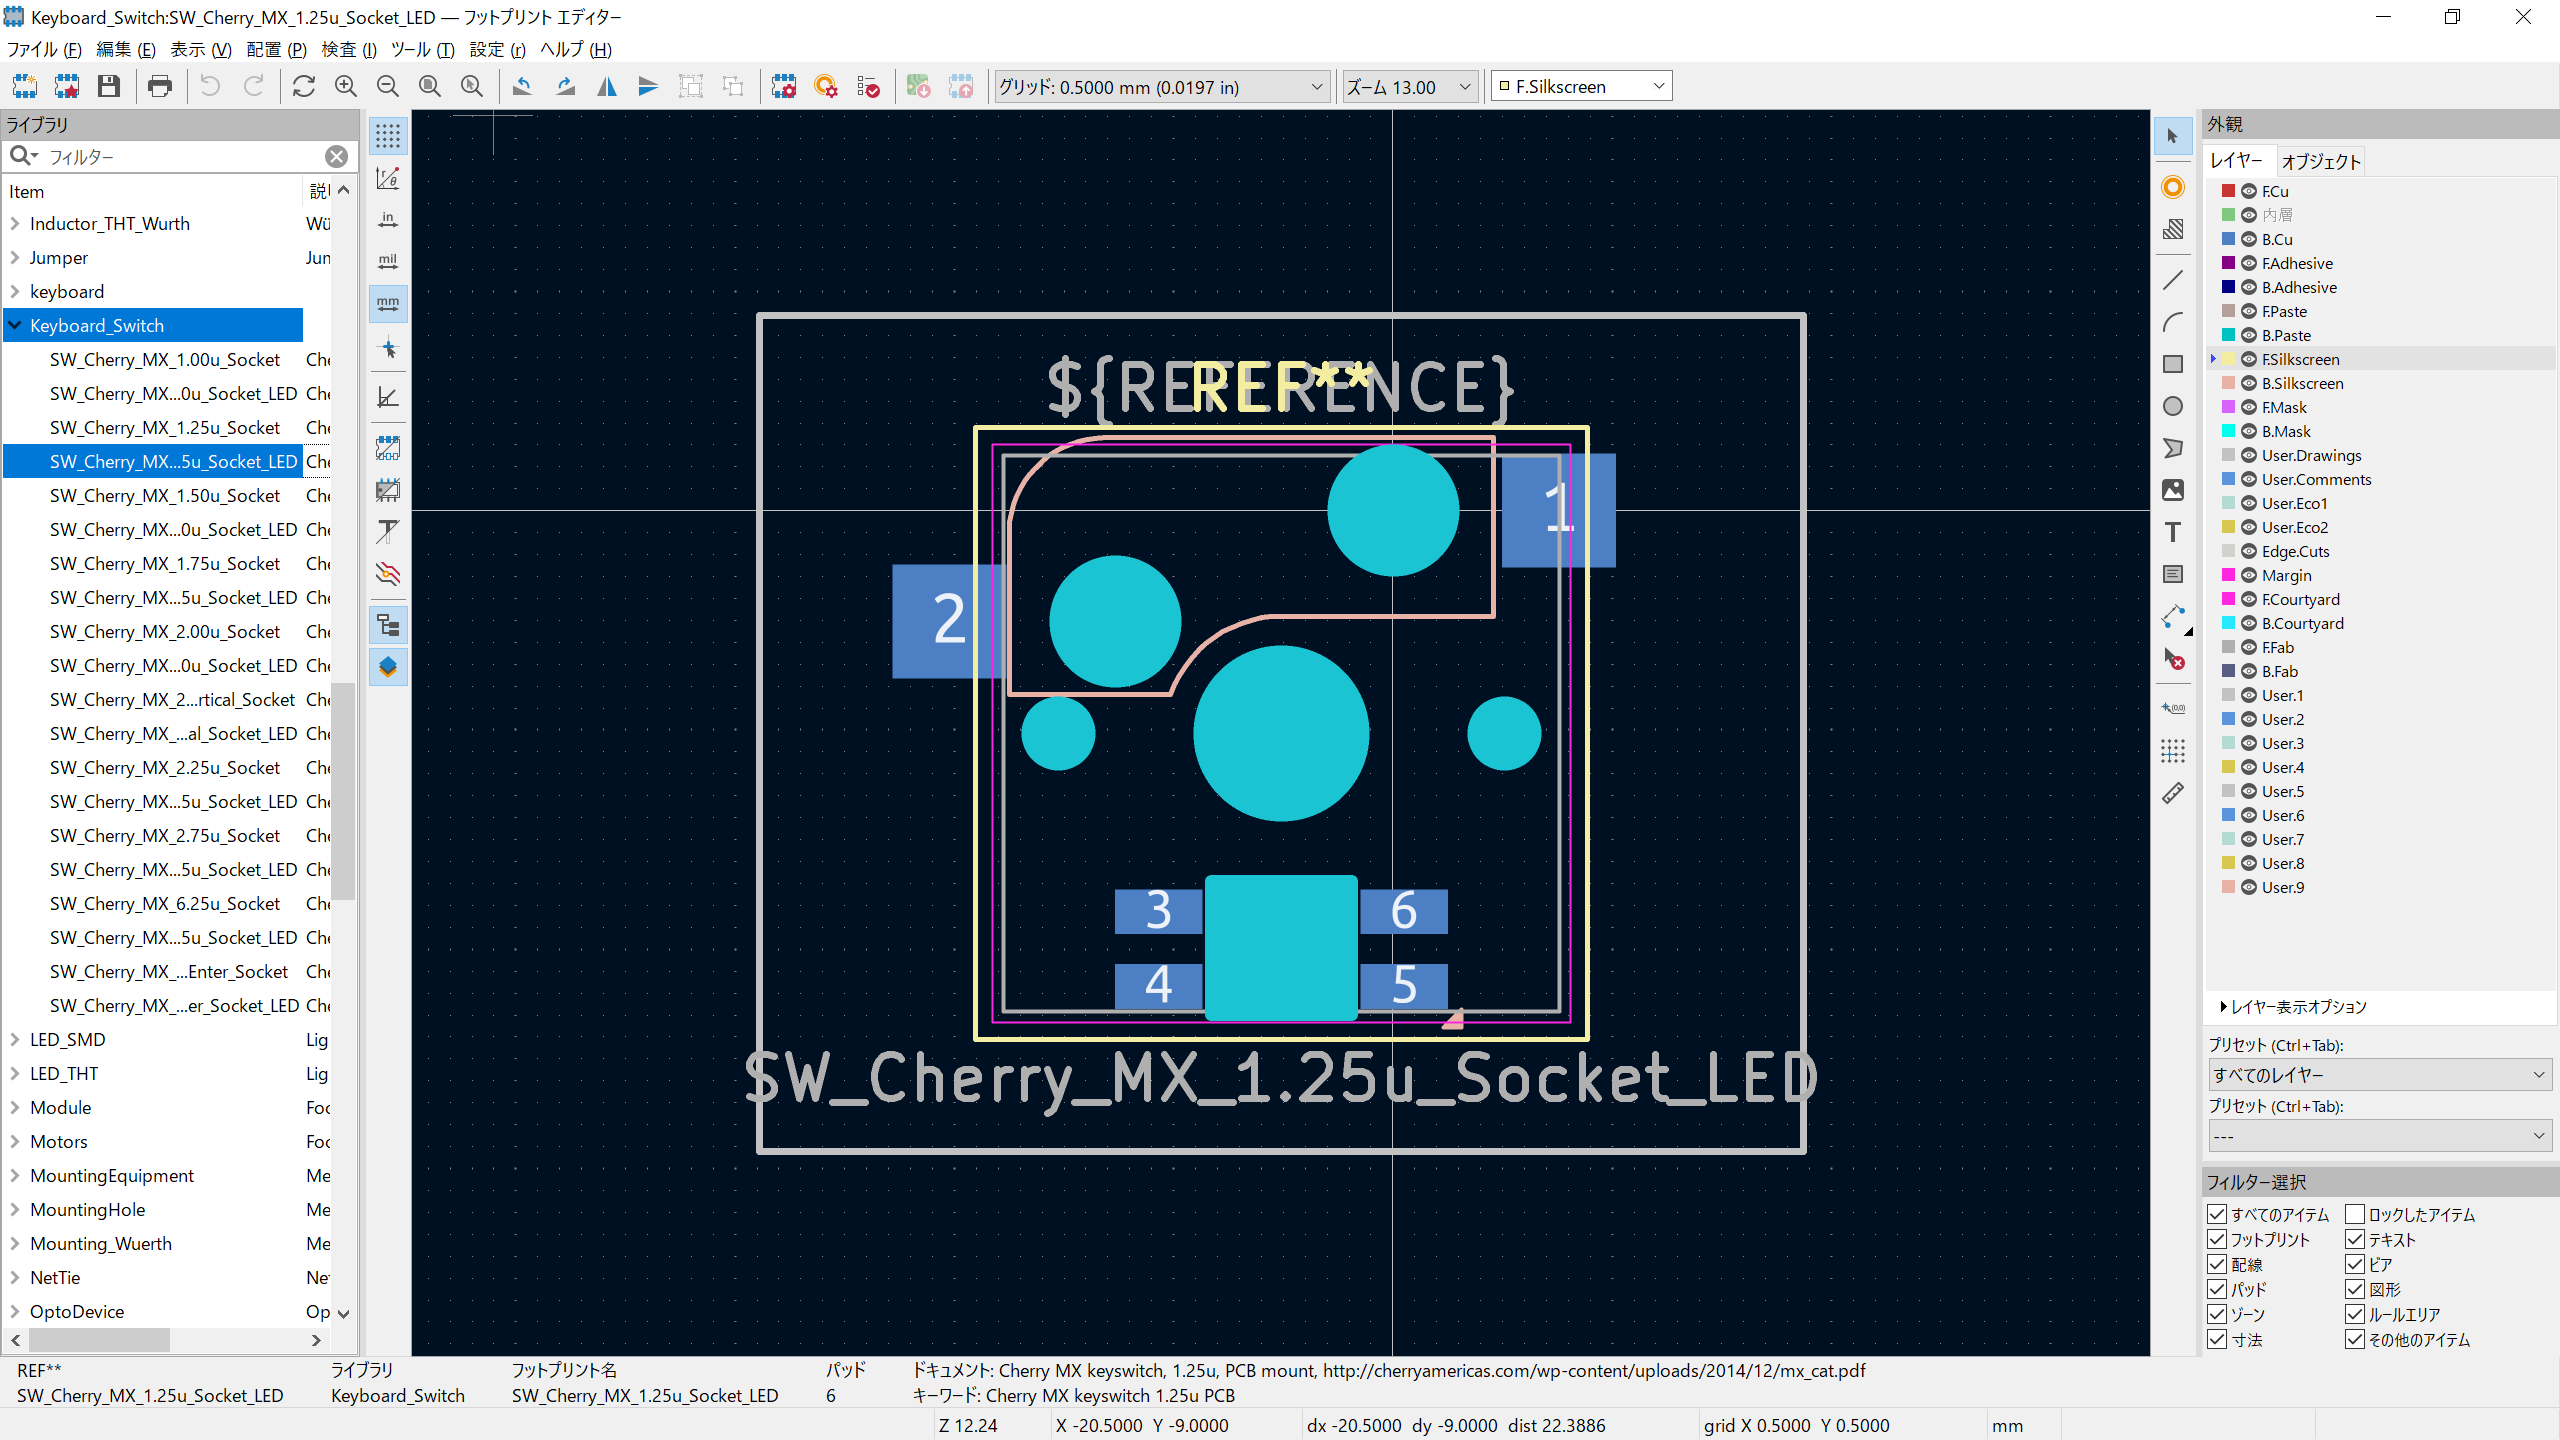 Keyboard_Switch:SW_Cherry_MX_1.25u_Socket_LED — フットプリント エディター
ファイル (F) 編集 (E) 表示 (V) 配置 (P) 検査 (I) ツール (T) 設定 (r) ヘルプ (H)
グリッド: 0.5000 mm (0.0197 in) ズーム 13.00 F.Silkscreen
ライブラリ
フィルター
Item 説
Inductor_THT_Wurth Wü
Jumper Jun
keyboard
Keyboard_Switch
SW_Cherry_MX_1.00u_Socket Che
SW_Cherry_MX...0u_Socket_LED Che
SW_Cherry_MX_1.25u_Socket Che
SW_Cherry_MX...5u_Socket_LED Che
SW_Cherry_MX_1.50u_Socket Che
SW_Cherry_MX...0u_Socket_LED Che
SW_Cherry_MX_1.75u_Socket Che
SW_Cherry_MX...5u_Socket_LED Che
SW_Cherry_MX_2.00u_Socket Che
SW_Cherry_MX...0u_Socket_LED Che
SW_Cherry_MX_2...rtical_Socket Che
SW_Cherry_MX_...al_Socket_LED Che
SW_Cherry_MX_2.25u_Socket Che
SW_Cherry_MX...5u_Socket_LED Che
SW_Cherry_MX_2.75u_Socket Che
SW_Cherry_MX...5u_Socket_LED Che
SW_Cherry_MX_6.25u_Socket Che
SW_Cherry_MX...5u_Socket_LED Che
SW_Cherry_MX_...Enter_Socket Che
SW_Cherry_MX_...er_Socket_LED Che
LED_SMD Lig
LED_THT Lig
Module Foo
Motors Foo
MountingEquipment Me
MountingHole Me
Mounting_Wuerth Me
NetTie Ne
OptoDevice Op
in
mil
mm
${REFERENCE}
REF**
1
2
3
6
4
5
SW_Cherry_MX_1.25u_Socket_LED
(0,0)
外観
レイヤー オブジェクト
F.Cu
内層
B.Cu
F.Adhesive
B.Adhesive
F.Paste
B.Paste
F.Silkscreen
B.Silkscreen
F.Mask
B.Mask
User.Drawings
User.Comments
User.Eco1
User.Eco2
Edge.Cuts
Margin
F.Courtyard
B.Courtyard
F.Fab
B.Fab
User.1
User.2
User.3
User.4
User.5
User.6
User.7
User.8
User.9
レイヤー表示オプション
プリセット (Ctrl+Tab):
すべてのレイヤー
プリセット (Ctrl+Tab):
---
フィルター選択
すべてのアイテム ロックしたアイテム
フットプリント テキスト
配線 ビア
パッド 図形
ゾーン ルールエリア
寸法 その他のアイテム
REF** ライブラリ フットプリント名 パッド ドキュメント: Cherry MX keyswitch, 1.25u, PCB mount, http://cherryamericas.com/wp-content/uploads/2014/12/mx_cat.pdf
SW_Cherry_MX_1.25u_Socket_LED Keyboard_Switch SW_Cherry_MX_1.25u_Socket_LED 6 キーワード: Cherry MX keyswitch 1.25u PCB
Z 12.24 X -20.5000 Y -9.0000 dx -20.5000 dy -9.0000 dist 22.3886 grid X 0.5000 Y 0.5000 mm